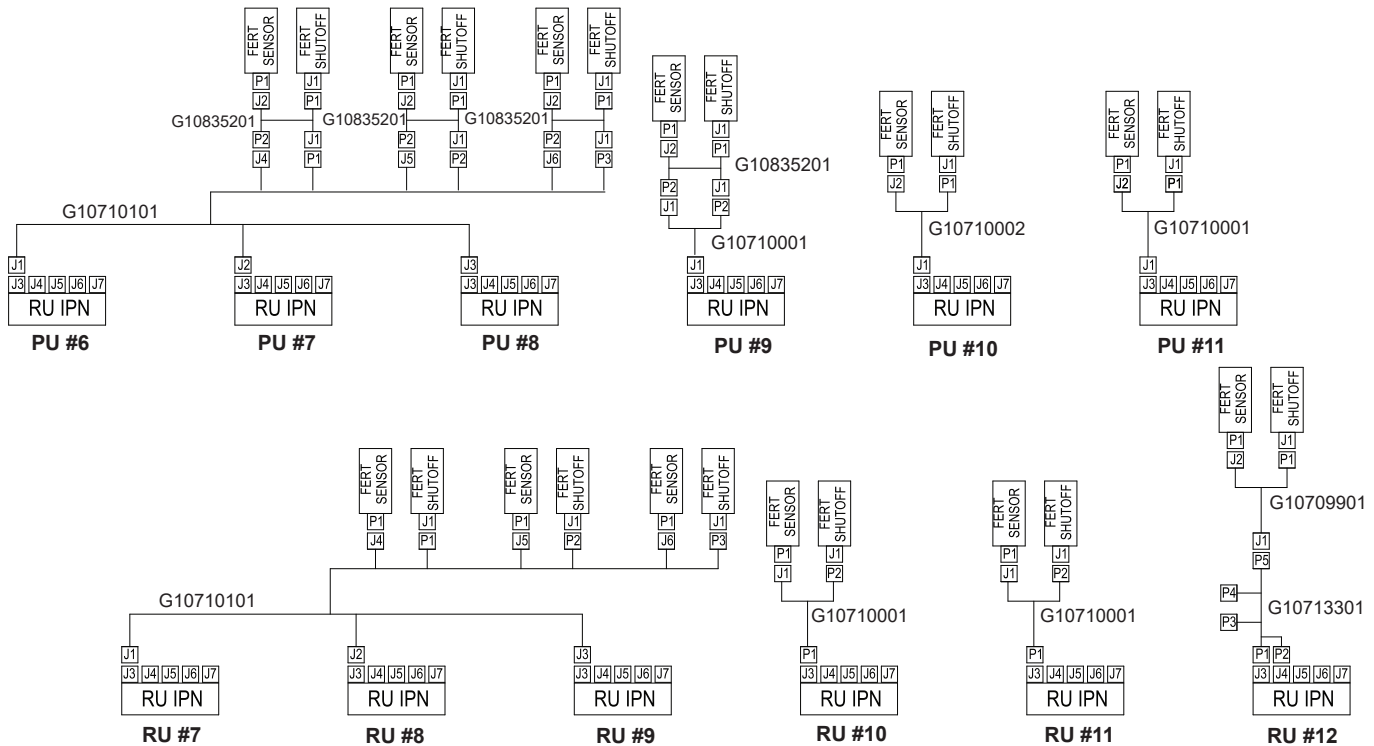 FERT SENSOR
FERT SHUTOFF
FERT SENSOR
FERT SHUTOFF
FERT SENSOR
FERT SHUTOFF
P1 J1 P1 J1 P1 J1
J2 P1 J2 P1 J2 P1
G10835201 G10835201 G10835201
P2 J1 P2 J1 P2 J1
J4 P1 J5 P2 J6 P3
G10710101
J1 J2 J3
J3 J4 J5 J6 J7
RU IPN
PU #6
J3 J4 J5 J6 J7
RU IPN
PU #7
J3 J4 J5 J6 J7
RU IPN
PU #8
FERT SENSOR
FERT SHUTOFF
P1 J1
J2 P1
G10835201
P2 J1
J1 P2
G10710001
J1
J3 J4 J5 J6 J7
RU IPN
PU #9
FERT SENSOR
FERT SHUTOFF
P1 J1
J2 P1
G10710002
J1
J3 J4 J5 J6 J7
RU IPN
PU #10
FERT SENSOR
FERT SHUTOFF
P1 J1
J2 P1
G10710001
J1
J3 J4 J5 J6 J7
RU IPN
PU #11
FERT SENSOR
FERT SHUTOFF
FERT SENSOR
FERT SHUTOFF
FERT SENSOR
FERT SHUTOFF
P1 J1 P1 J1 P1 J1
J4 P1 J5 P2 J6 P3
G10710101
J1 J2 J3
J3 J4 J5 J6 J7
RU IPN
RU #7
J3 J4 J5 J6 J7
RU IPN
RU #8
J3 J4 J5 J6 J7
RU IPN
RU #9
FERT SENSOR
FERT SHUTOFF
P1 J1
J1 P2
G10710001
P1
J3 J4 J5 J6 J7
RU IPN
RU #10
FERT SENSOR
FERT SHUTOFF
P1 J1
J1 P2
G10710001
P1
J3 J4 J5 J6 J7
RU IPN
RU #11
FERT SENSOR
FERT SHUTOFF
P1 J1
J2 P1
G10709901
J1
P5
P4
G10713301
P3
P1 P2
J3 J4 J5 J6 J7
RU IPN
RU #12